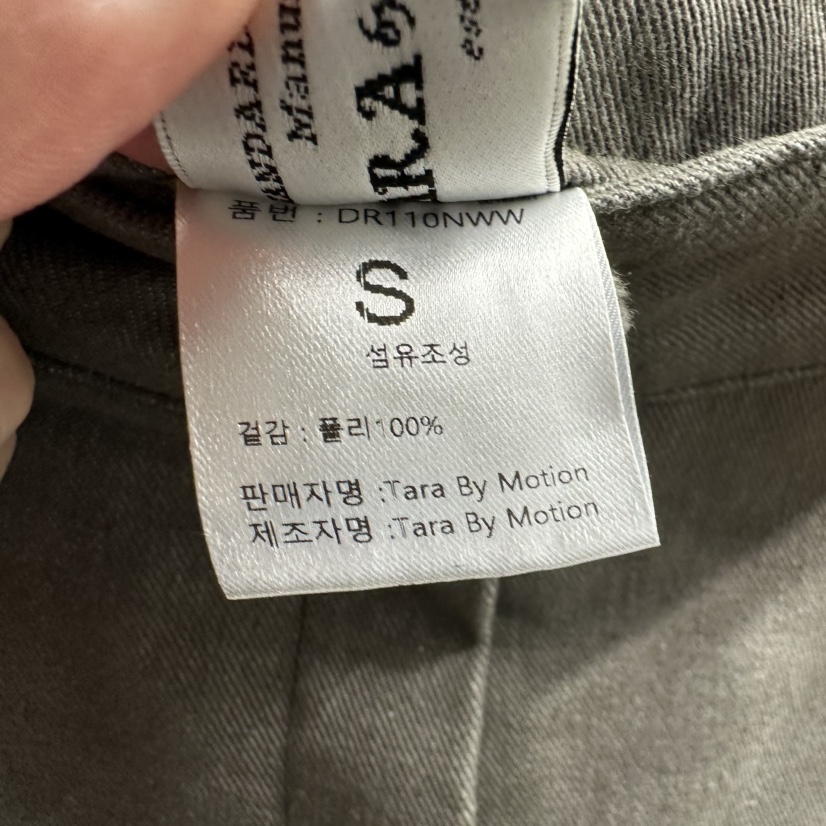 품번 : DR110NWW
S
섬유조성
겉감 : 폴리100%
판매자명 :Tara By Motion
제조자명 :Tara By Motion